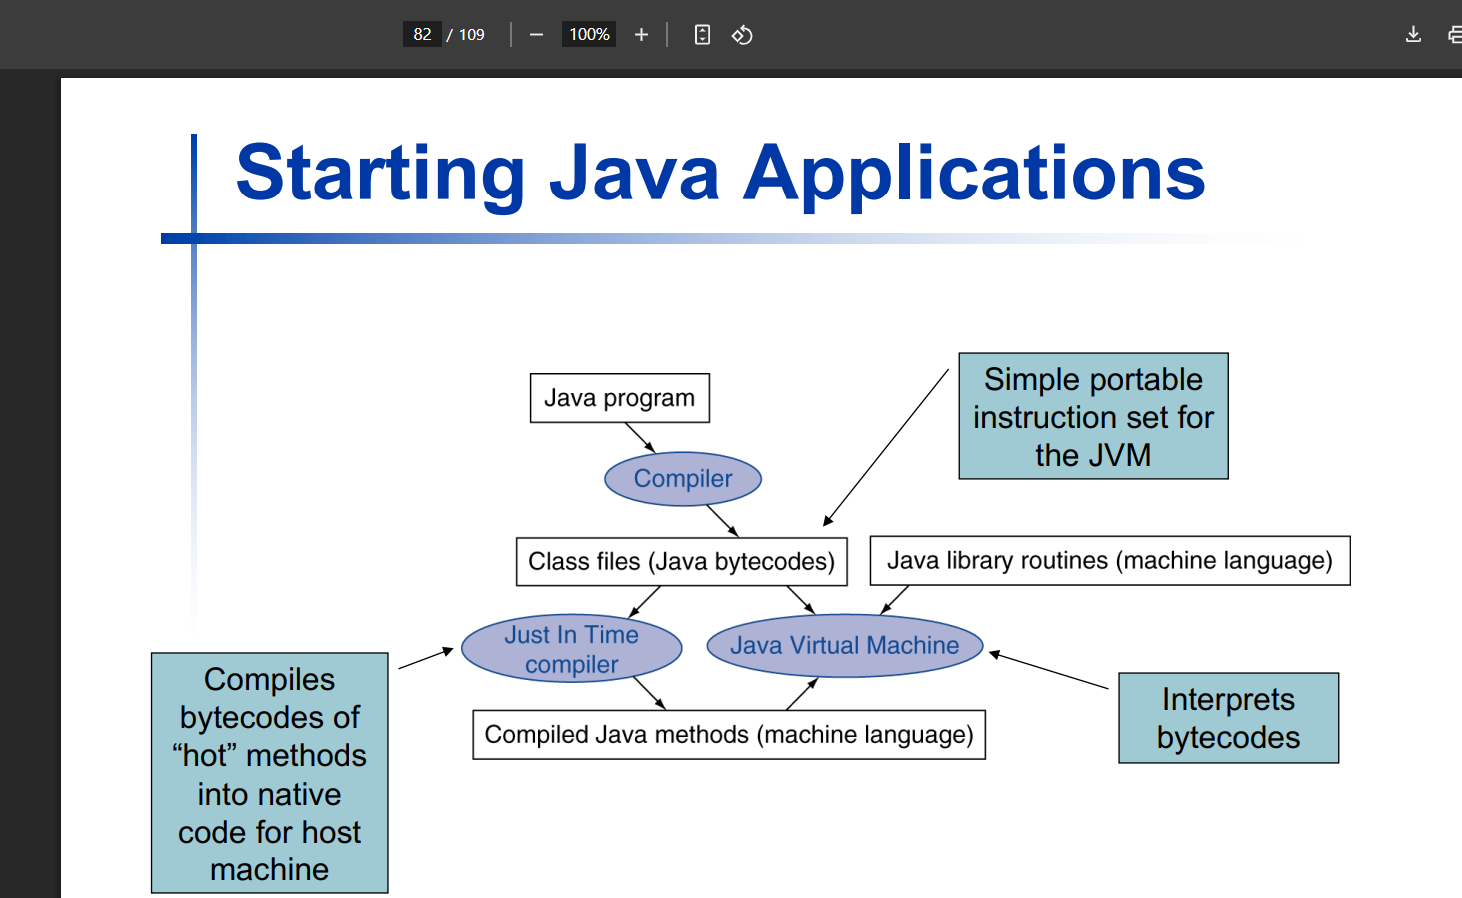 82 / 109
100%
Starting Java Applications
Java program
Simple portable
instruction set for
the JVM
Compiler
Class files (Java bytecodes)
Java library routines (machine language)
Just In Time
compiler
Java Virtual Machine
Compiles
bytecodes of
“hot” methods
into native
code for host
machine
Interprets
bytecodes
Compiled Java methods (machine language)